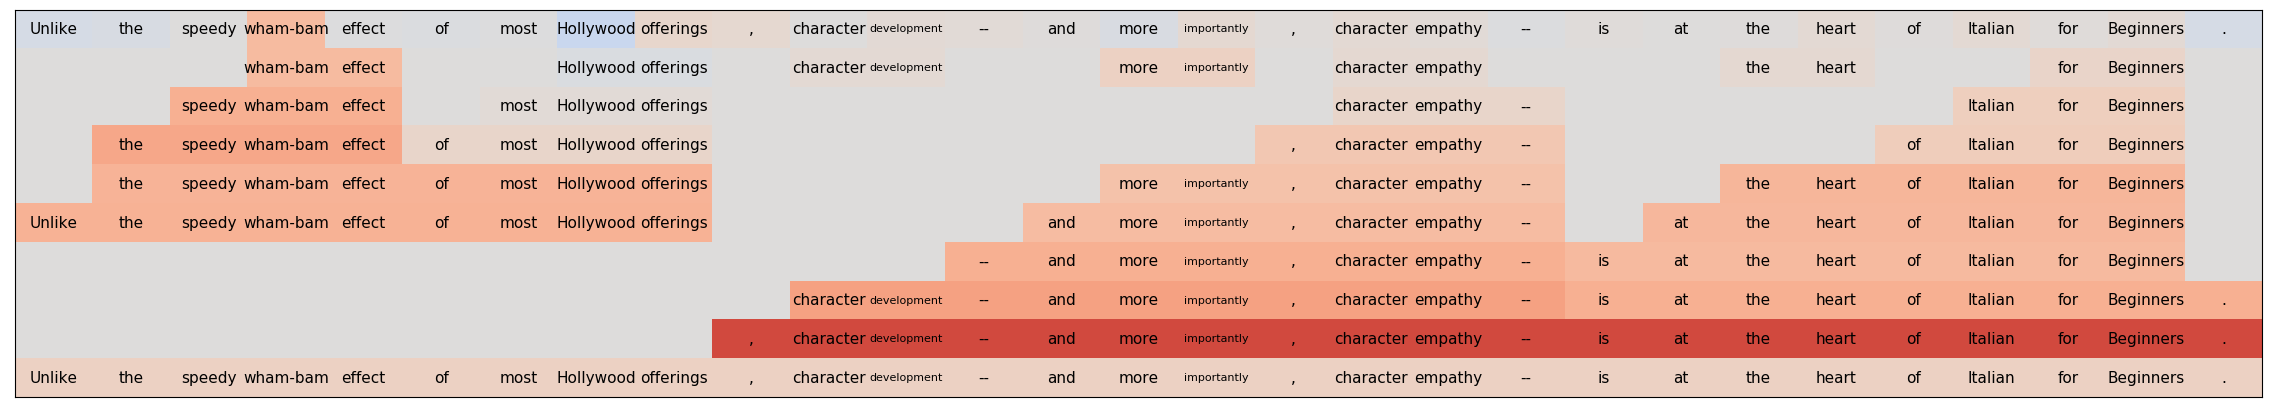 Unlike the speedy wham-bam effect of most Hollywood offerings , character development -- and more importantly , character empathy -- is at the heart of Italian for Beginners .
wham-bam effect Hollywood offerings character development more importantly character empathy the heart for Beginners
speedy wham-bam effect most Hollywood offerings character empathy -- Italian for Beginners
the speedy wham-bam effect of most Hollywood offerings , character empathy -- of Italian for Beginners
the speedy wham-bam effect of most Hollywood offerings more importantly , character empathy -- the heart of Italian for Beginners
Unlike the speedy wham-bam effect of most Hollywood offerings and more importantly , character empathy -- at the heart of Italian for Beginners
-- and more importantly , character empathy -- is at the heart of Italian for Beginners
character development -- and more importantly , character empathy -- is at the heart of Italian for Beginners .
, character development -- and more importantly , character empathy -- is at the heart of Italian for Beginners .
Unlike the speedy wham-bam effect of most Hollywood offerings , character development -- and more importantly , character empathy -- is at the heart of Italian for Beginners .